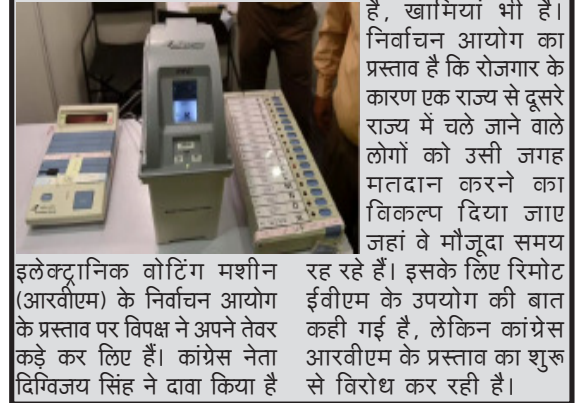 इलेक्ट्रानिक वोटिंग मशीन
(आरवीएम) के निर्वाचन आयोग
के प्रस्ताव पर विपक्ष ने अपने तेवर
कड़े कर लिए हैं। कांग्रेस नेता
दिग्विजय सिंह ने दावा किया है
है, खामियां भी हैं।
निर्वाचन आयोग का
प्रस्ताव है कि रोजगार के
कारण एक राज्य से दूसरे
राज्य में चले जाने वाले
लोगों को उसी जगह
मतदान करने का
विकल्प दिया जाए
जहां वे मौजूदा समय
रह रहे हैं। इसके लिए रिमोट
ईवीएम के उपयोग की बात
कही गई है, लेकिन कांग्रेस
आरवीएम के प्रस्ताव का शुरू
से विरोध कर रही है।